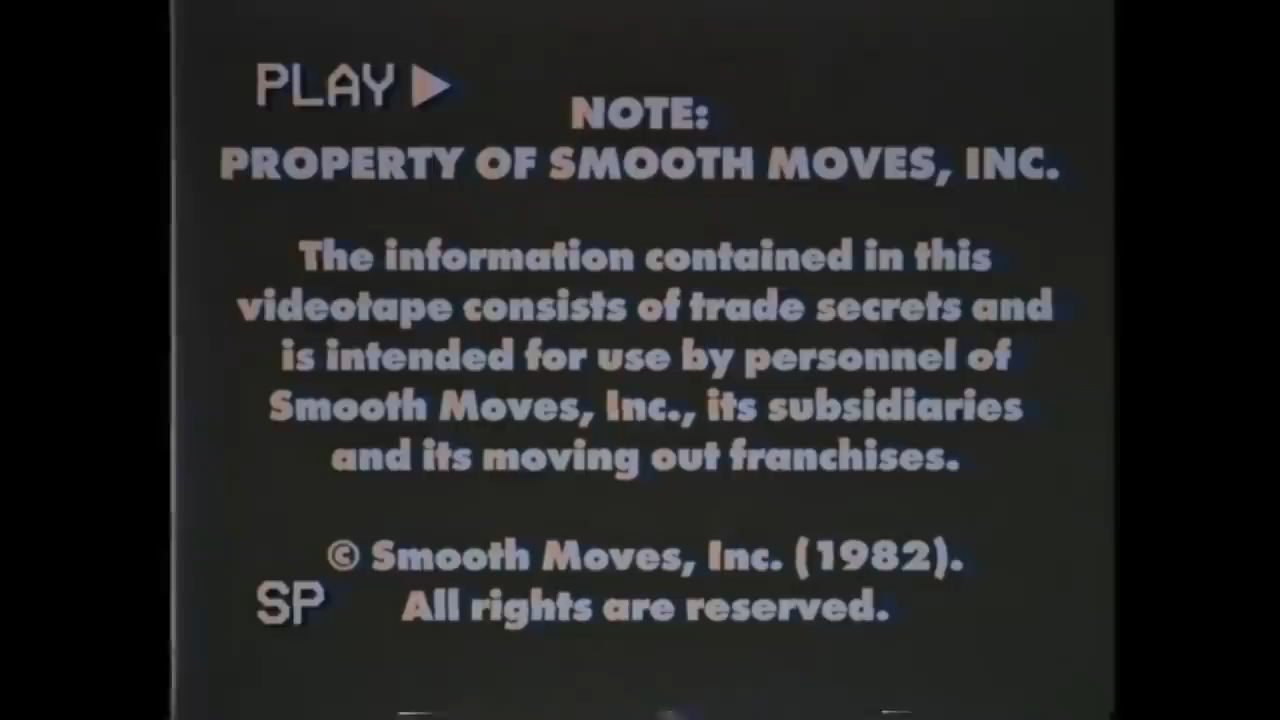 PLAY
NOTE:
PROPERTY OF SMOOTH MOVES, INC.
The information contained in this
videotape consists of trade secrets and
is intended for use by personnel of
Smooth Moves, Inc., its subsidiaries
and its moving out franchises.
© Smooth Moves, Inc. (1982).
SP
All rights are reserved.